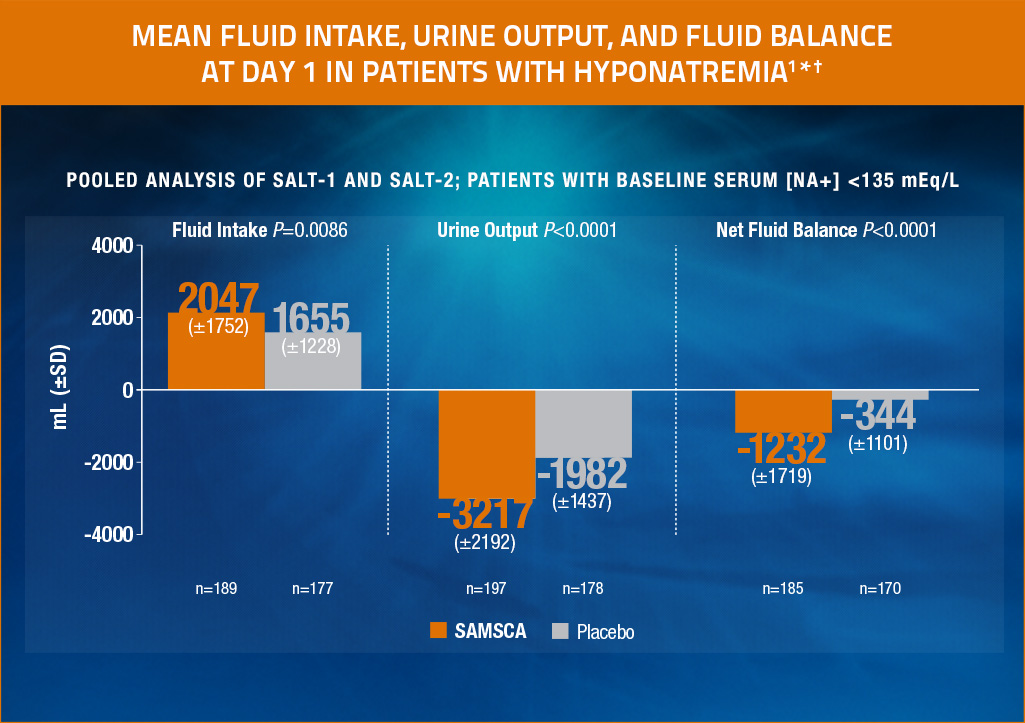 MEAN FLUID INTAKE, URINE OUTPUT, AND FLUID BALANCE
AT DAY 1 IN PATIENTS WITH HYPONATREMIA¹*†
POOLED ANALYSIS OF SALT-1 AND SALT-2; PATIENTS WITH BASELINE SERUM [NA+] <135 mEq/L
Fluid Intake P=0.0086
Urine Output P<0.0001
Net Fluid Balance P<0.0001
mL (±SD)
4000
2000
0
-2000
-4000
2047
(±1752)
1655
(±1228)
-3217
(±2192)
-1982
(±1437)
-1232
(±1719)
-344
(±1101)
n=189
n=177
n=197
n=178
n=185
n=170
SAMSCA
Placebo